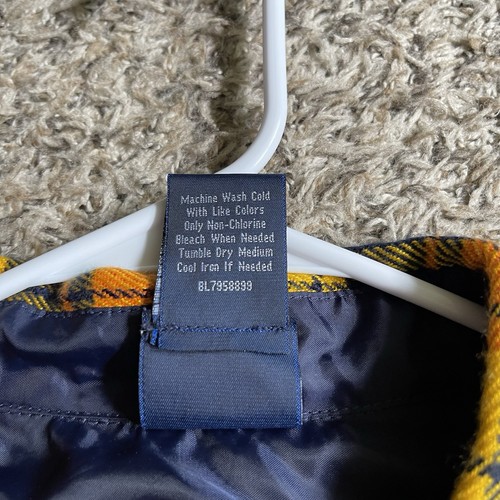 Machine Wash Cold
With Like Colors
Only Non-Chlorine
Bleach When Needed
Tumble Dry Medium
Cool Iron If Needed
BL7958899